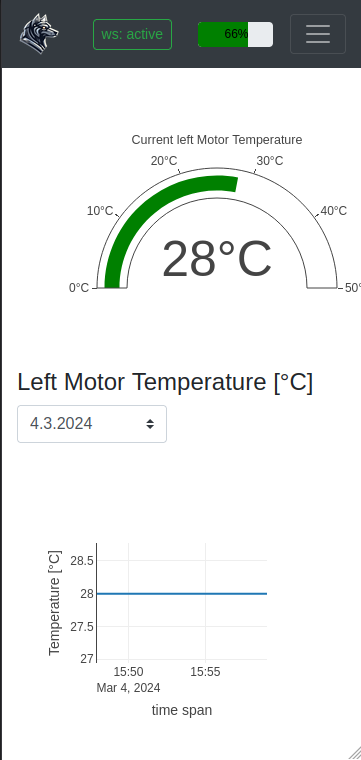 ws: active
66%
Current left Motor Temperature
20°C
30°C
10°C
40°C
28°C
0°C
50°
Left Motor Temperature [°C]
4.3.2024
Temperature [°C]
28.5
28
27.5
27
15:50
15:55
Mar 4, 2024
time span